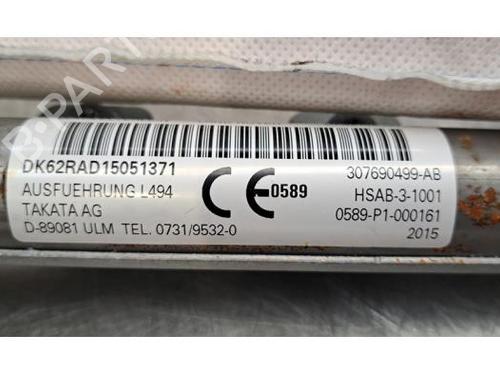 DK62RAD15051371
AUSFUEHRUNG L494
TAKATA AG
D-89081 ULM TEL. 0731/9532-0
CE 0589
307690499-AB
HSAB-3-1001
0589-P1-000161
2015
B-PARTS